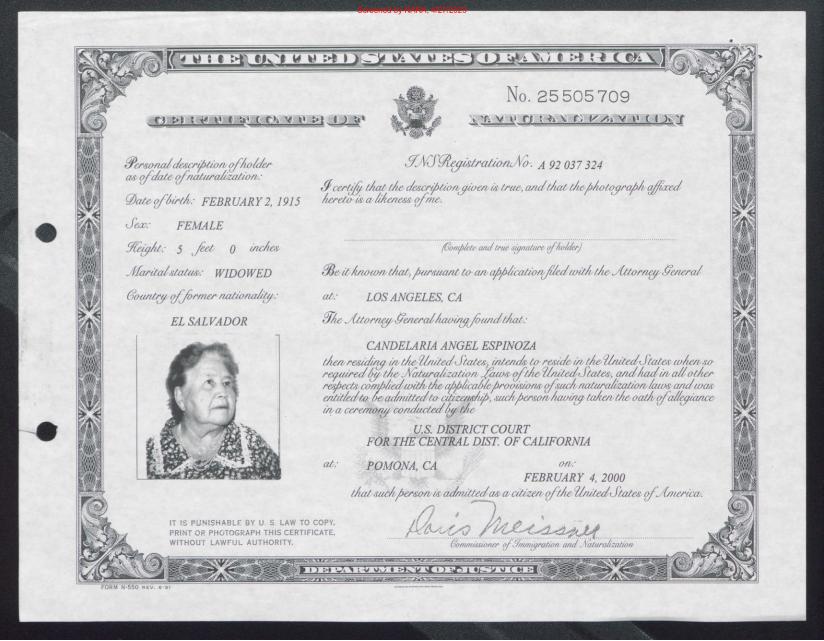 Screened by NARA, 4/27/2023
THE UNITED STATES OF AMERICA
No. 25505709
CERTIFICATE OF NATURALIZATION
Personal description of holder
as of date of naturalization:
Date of birth: FEBRUARY 2, 1915
Sex: FEMALE
Height: 5 feet 0 inches
Marital status: WIDOWED
Country of former nationality:
EL SALVADOR
INS Registration No. A 92 037 324
I certify that the description given is true, and that the photograph affixed
hereto is a likeness of me.
(Complete and true signature of holder)
Be it known that, pursuant to an application filed with the Attorney General
at: LOS ANGELES, CA
The Attorney General having found that:
CANDELARIA ANGEL ESPINOZA
then residing in the United States, intends to reside in the United States when so
required by the Naturalization Laws of the United States, and had in all other
respects complied with the applicable provisions of such naturalization laws and was
entitled to be admitted to citizenship, such person having taken the oath of allegiance
in a ceremony conducted by the
U.S. DISTRICT COURT
FOR THE CENTRAL DIST. OF CALIFORNIA
at: POMONA, CA on:
FEBRUARY 4, 2000
that such person is admitted as a citizen of the United States of America.
IT IS PUNISHABLE BY U. S. LAW TO COPY,
PRINT OR PHOTOGRAPH THIS CERTIFICATE,
WITHOUT LAWFUL AUTHORITY.
Doris Meissner
Commissioner of Immigration and Naturalization
DEPARTMENT OF JUSTICE
FORM N-550 REV. 6-91